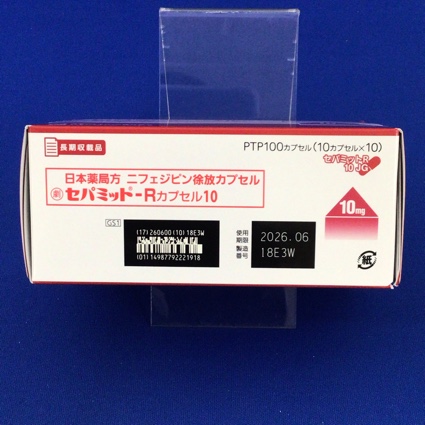 長期収載品
PTP100カプセル(10カプセル×10)
セパミットR
10 JG
日本薬局方 ニフェジピン徐放カプセル
劇 セパミット-Rカプセル10
10mg
GS1
(17)260600(10)18E3W
(01)14987792221918
使用期限 2026.06
製造番号 18E3W
紙